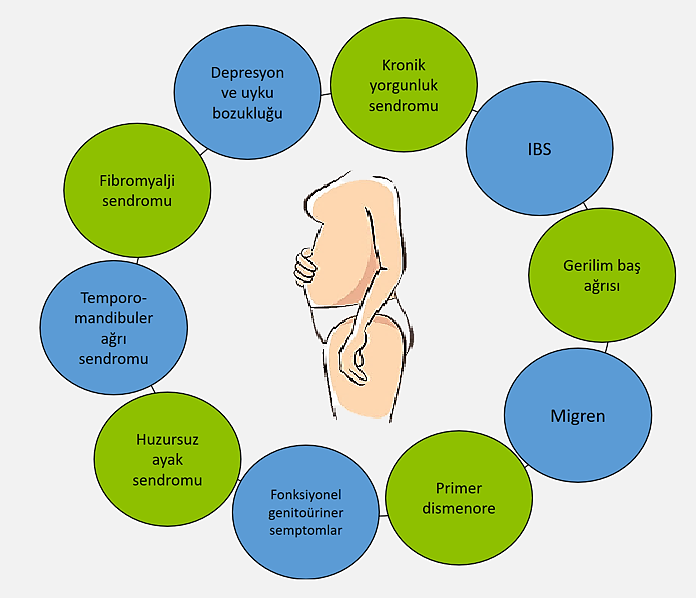 Kronik
yorgunluk
sendromu
IBS
Gerilim baş
ağrısı
Migren
Primer
dismenore
Fonksiyonel
genitoüriner
semptomlar
Huzursuz
ayak
sendromu
Temporo-
mandibuler
ağrı
sendromu
Fibromyalji
sendromu
Depresyon
ve uyku
bozukluğu